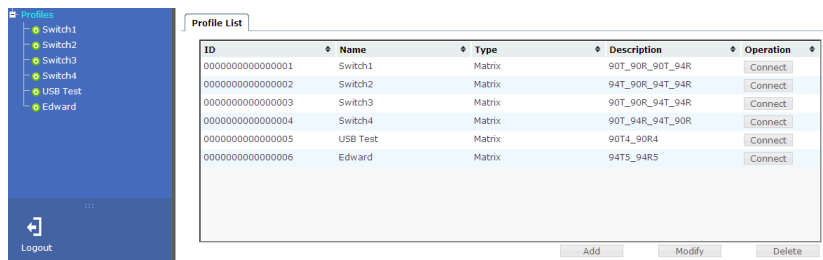 Profiles
Switch1
Switch2
Switch3
Switch4
USB Test
Edward
Logout
Profile List
ID Name Type Description Operation
0000000000000001 Switch1 Matrix 90T_90R_90T_94R Connect
0000000000000002 Switch2 Matrix 94T_90R_94T_94R Connect
0000000000000003 Switch3 Matrix 90T_90R_94T_94R Connect
0000000000000004 Switch4 Matrix 90T_94R_94T_90R Connect
0000000000000005 USB Test Matrix 90T4_90R4 Connect
0000000000000006 Edward Matrix 94T5_94R5 Connect
Add Modify Delete